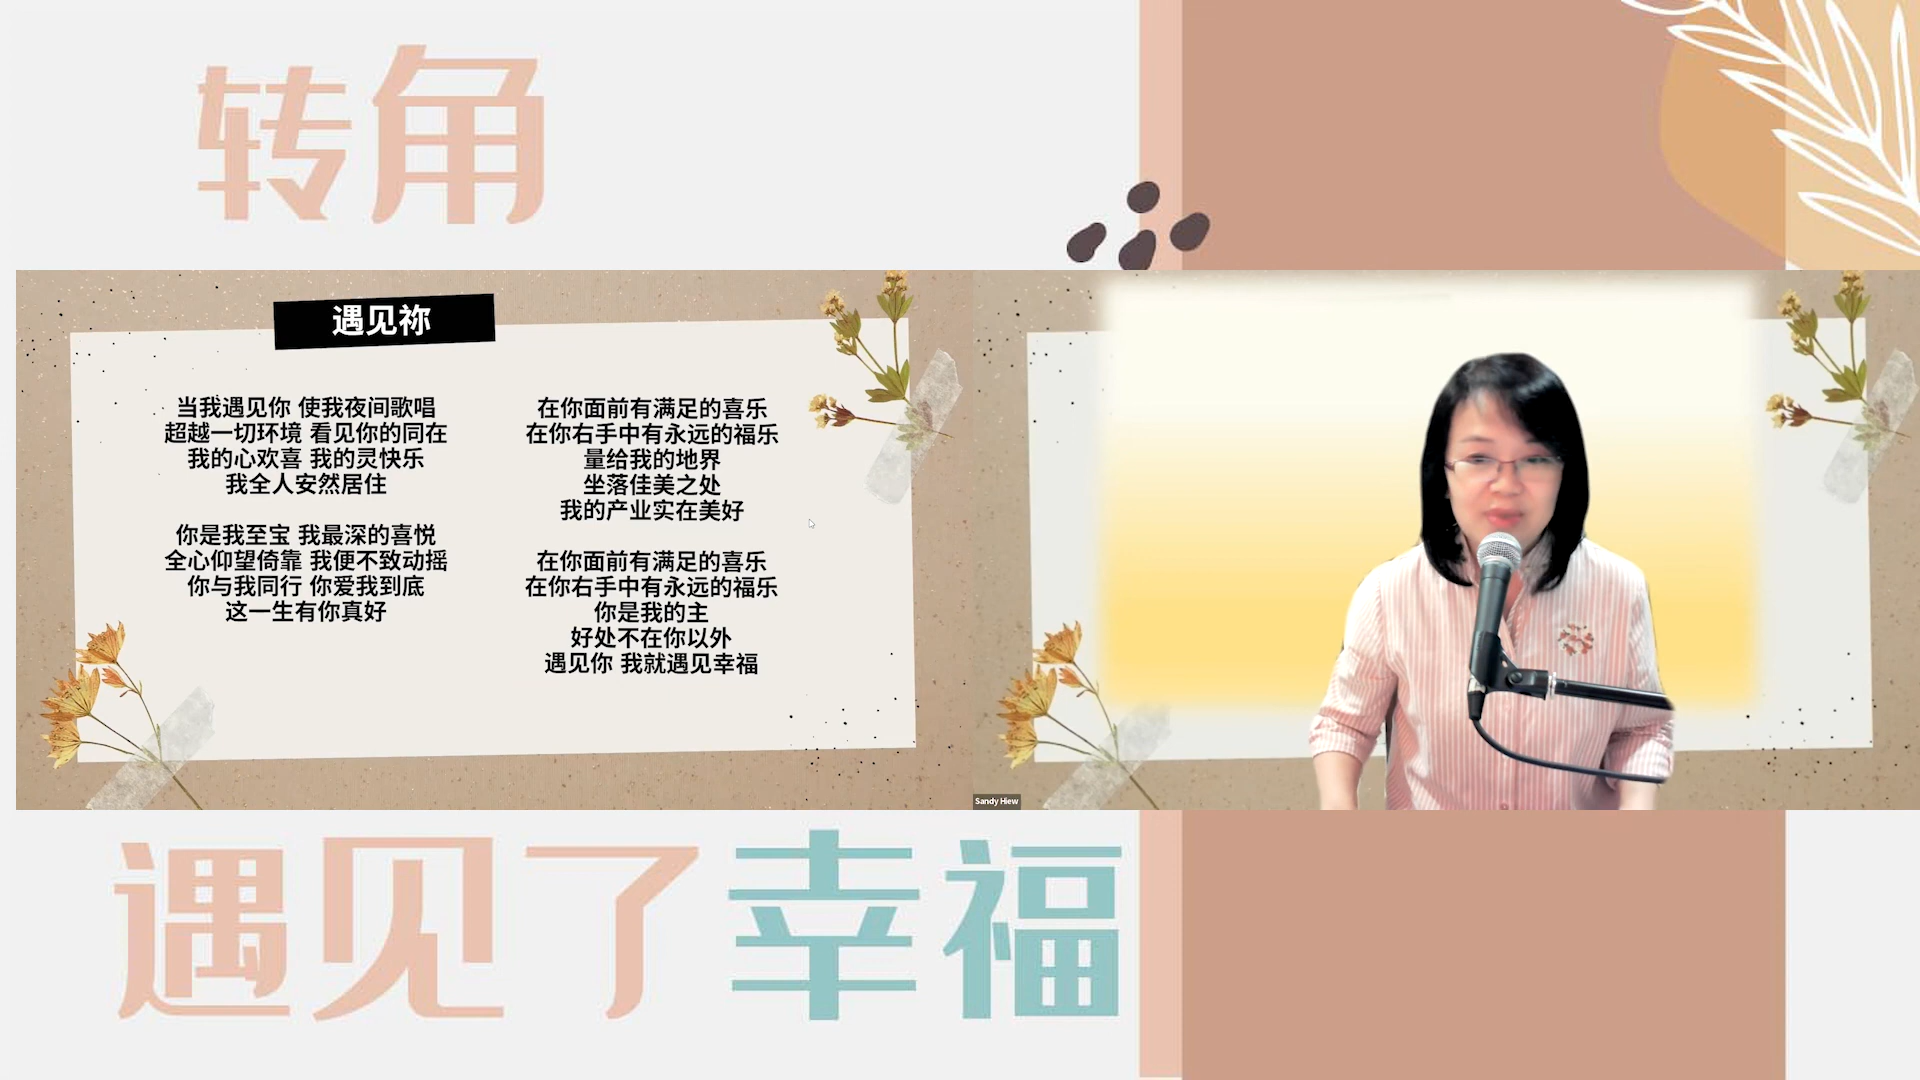 转角
遇见祢
当我遇见你 使我夜间歌唱
超越一切环境 看见你的同在
我的心欢喜 我的灵快乐
我全人安然居住
你是我至宝 我最深的喜悦
全心仰望倚靠 我便不致动摇
你与我同行 你爱我到底
这一生有你真好
在你面前有满足的喜乐
在你右手中有永远的福乐
量给我的地界
坐落佳美之处
我的产业实在美好
在你面前有满足的喜乐
在你右手中有永远的福乐
你是我的主
好处不在你以外
遇见你 我就遇见幸福
Sandy Hiew
遇见了幸福